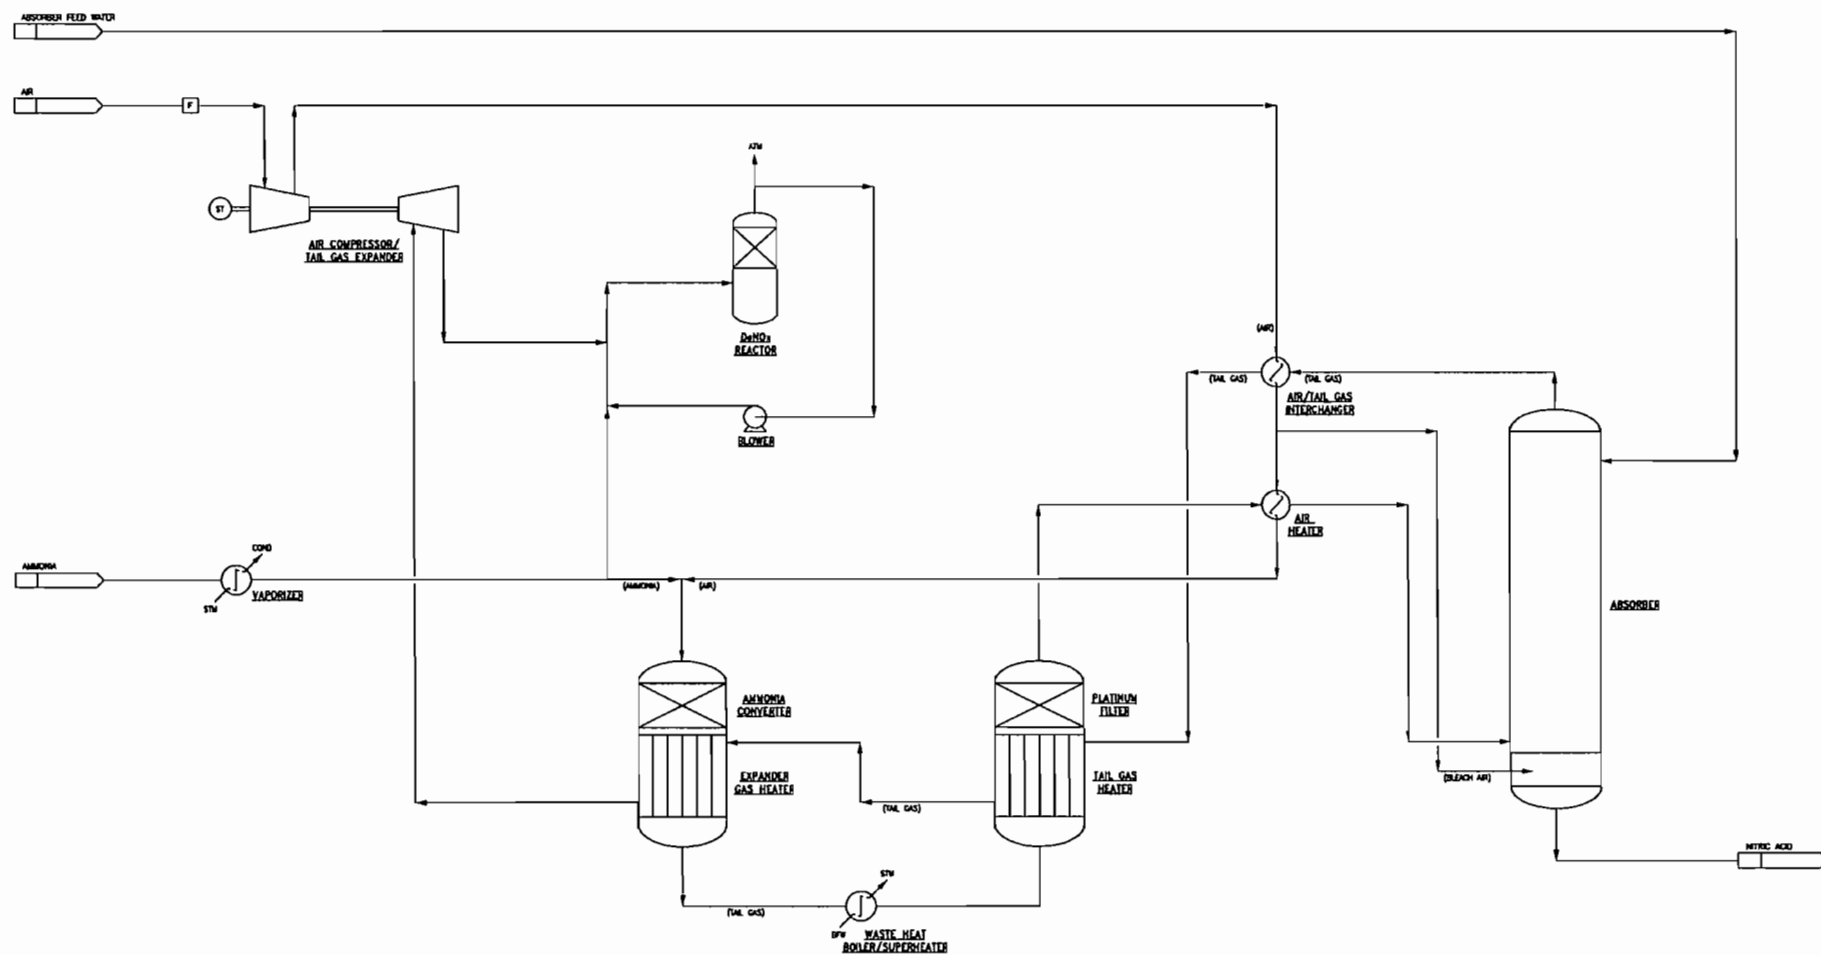 ABSORBER FEED WATER
AIR
F
ATM
ST
AIR COMPRESSOR/
TAIL GAS EXPANDER
DeNOx
REACTOR
(AIR)
(TAIL GAS)
(TAIL GAS)
AIR/TAIL GAS
INTERCHANGER
BLOWER
AIR
HEATER
COND
AMMONIA
STM
VAPORIZER
(AMMONIA)
(AIR)
ABSORBER
AMMONIA
CONVERTER
PLATINUM
FILTER
EXPANDER
GAS HEATER
TAIL GAS
HEATER
(BLEACH AIR)
(TAIL GAS)
NITRIC ACID
STM
(TAIL GAS)
BFW
WASTE HEAT
BOILER/SUPERHEATER